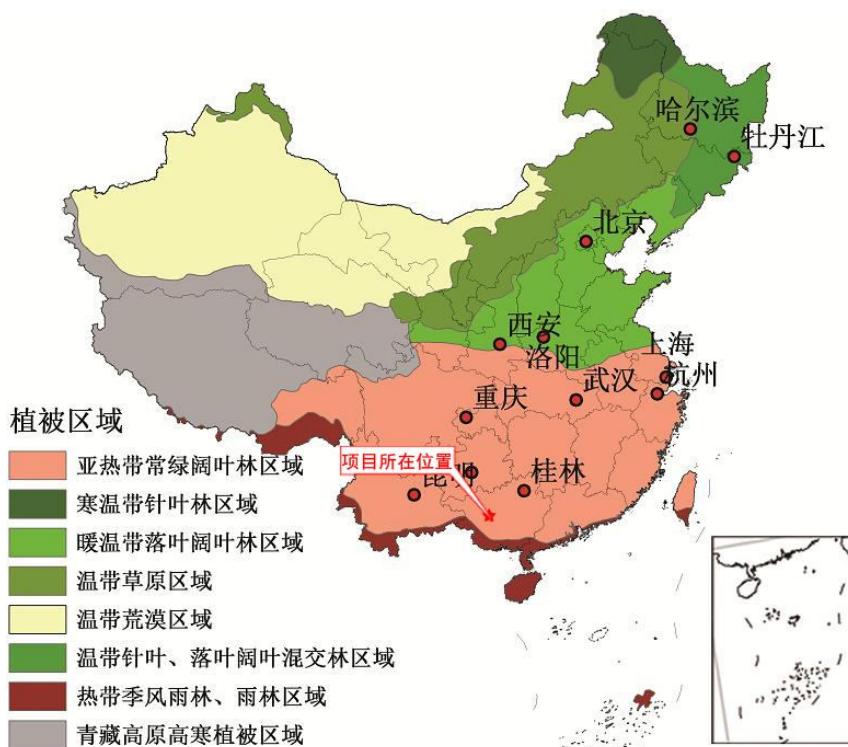 哈尔滨
牡丹江
北京
西安
洛阳
上海
杭州
武汉
重庆
项目所在位置
桂林
植被区域
亚热带常绿阔叶林区域
寒温带针叶林区域
暖温带落叶阔叶林区域
温带草原区域
温带荒漠区域
温带针叶、落叶阔叶混交林区域
热带季风雨林、雨林区域
青藏高原高寒植被区域